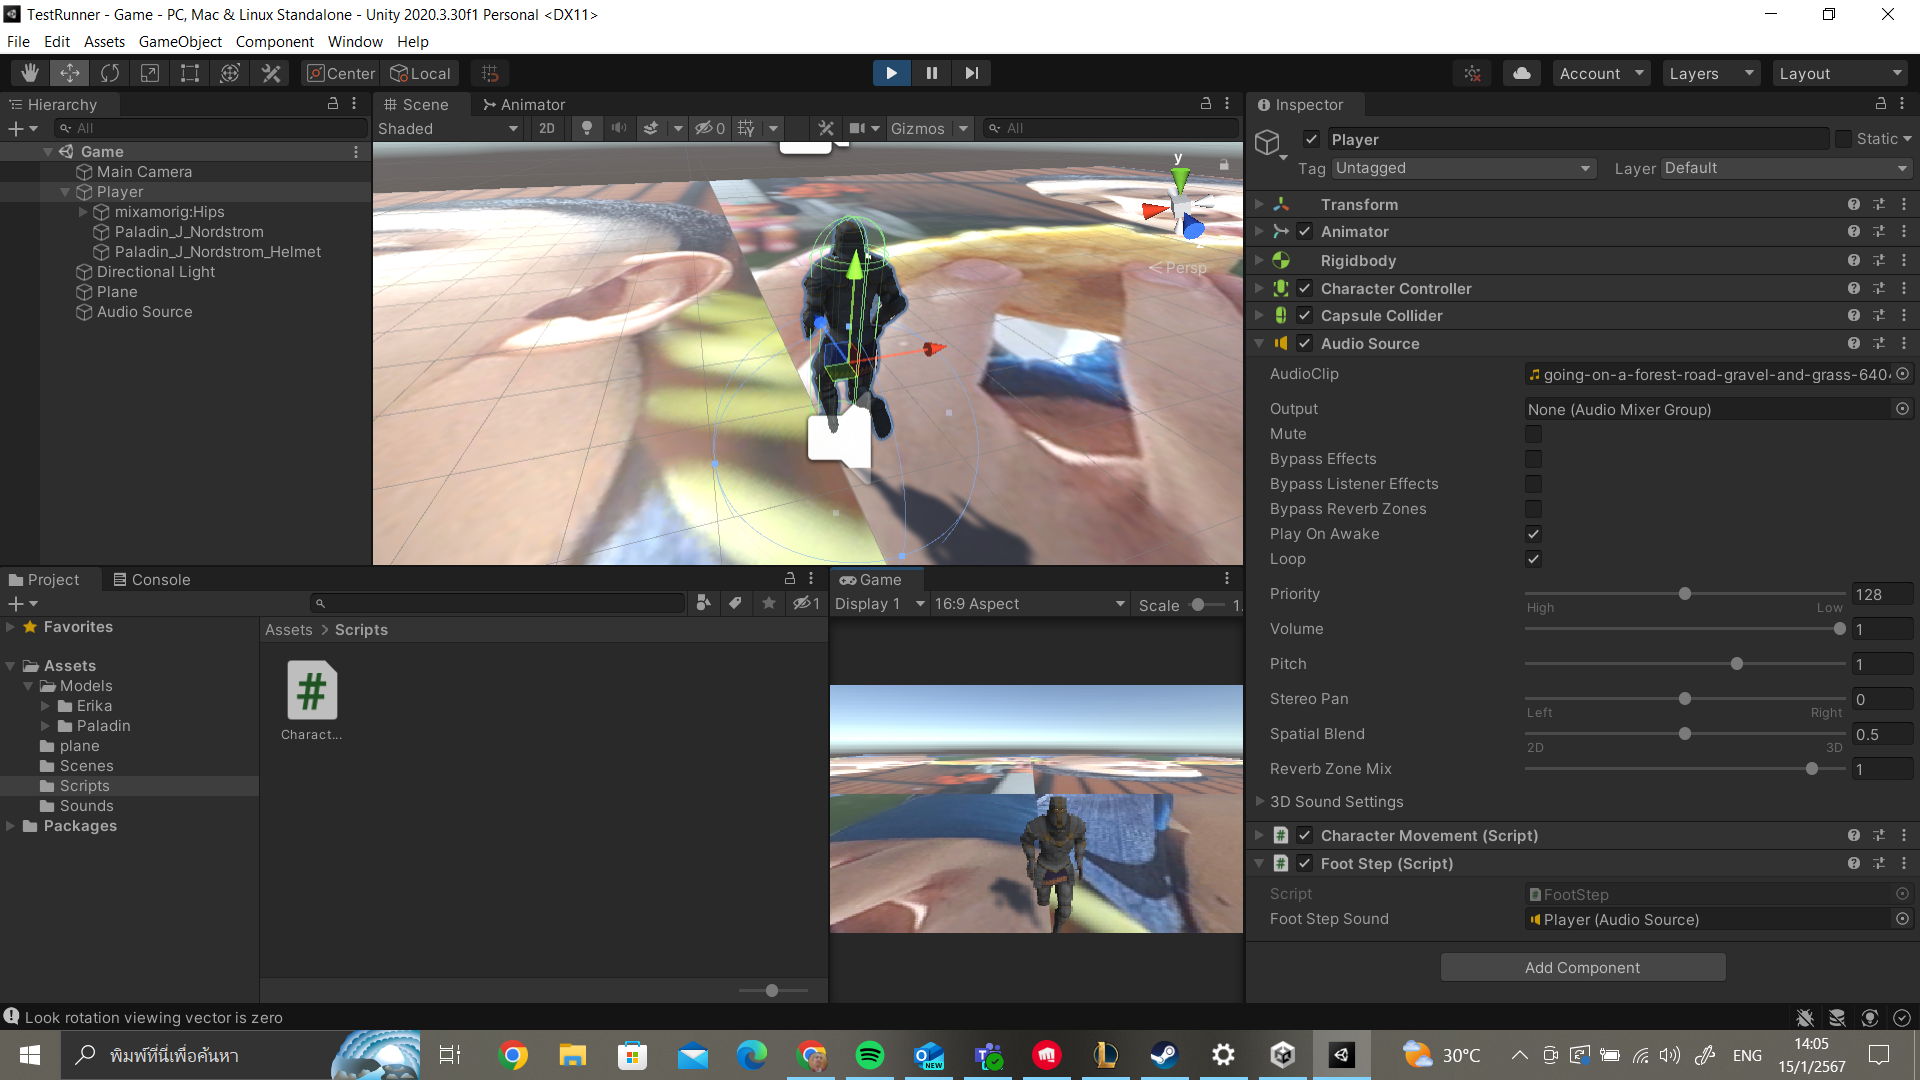 TestRunner - Game - PC, Mac & Linux Standalone - Unity 2020.3.30f1 Personal <DX11>
File Edit Assets GameObject Component Window Help
Center Local Account Layers Layout
Hierarchy
All
Game
Main Camera
Player
mixamorig:Hips
Paladin_J_Nordstrom
Paladin_J_Nordstrom_Helmet
Directional Light
Plane
Audio Source
Scene Animator
Shaded 2D 0 Gizmos All
y
Persp
Inspector
Player Static
Tag Untagged Layer Default
Transform
Animator
Rigidbody
Character Controller
Capsule Collider
Audio Source
AudioClip going-on-a-forest-road-gravel-and-grass-640
Output None (Audio Mixer Group)
Mute
Bypass Effects
Bypass Listener Effects
Bypass Reverb Zones
Play On Awake
Loop
Priority 128
High Low
Volume 1
Pitch 1
Stereo Pan 0
Left Right
Spatial Blend 0.5
2D 3D
Reverb Zone Mix 1
3D Sound Settings
Character Movement (Script)
Foot Step (Script)
Script FootStep
Foot Step Sound Player (Audio Source)
Add Component
Project Console
1
Favorites
Assets
Models
Erika
Paladin
plane
Scenes
Scripts
Sounds
Packages
Assets > Scripts
Charact...
Game
Display 1 16:9 Aspect Scale 1.
Look rotation viewing vector is zero
พิมพ์ที่นี่เพื่อค้นหา
NEW
30°C
ENG
14:05
15/1/2567